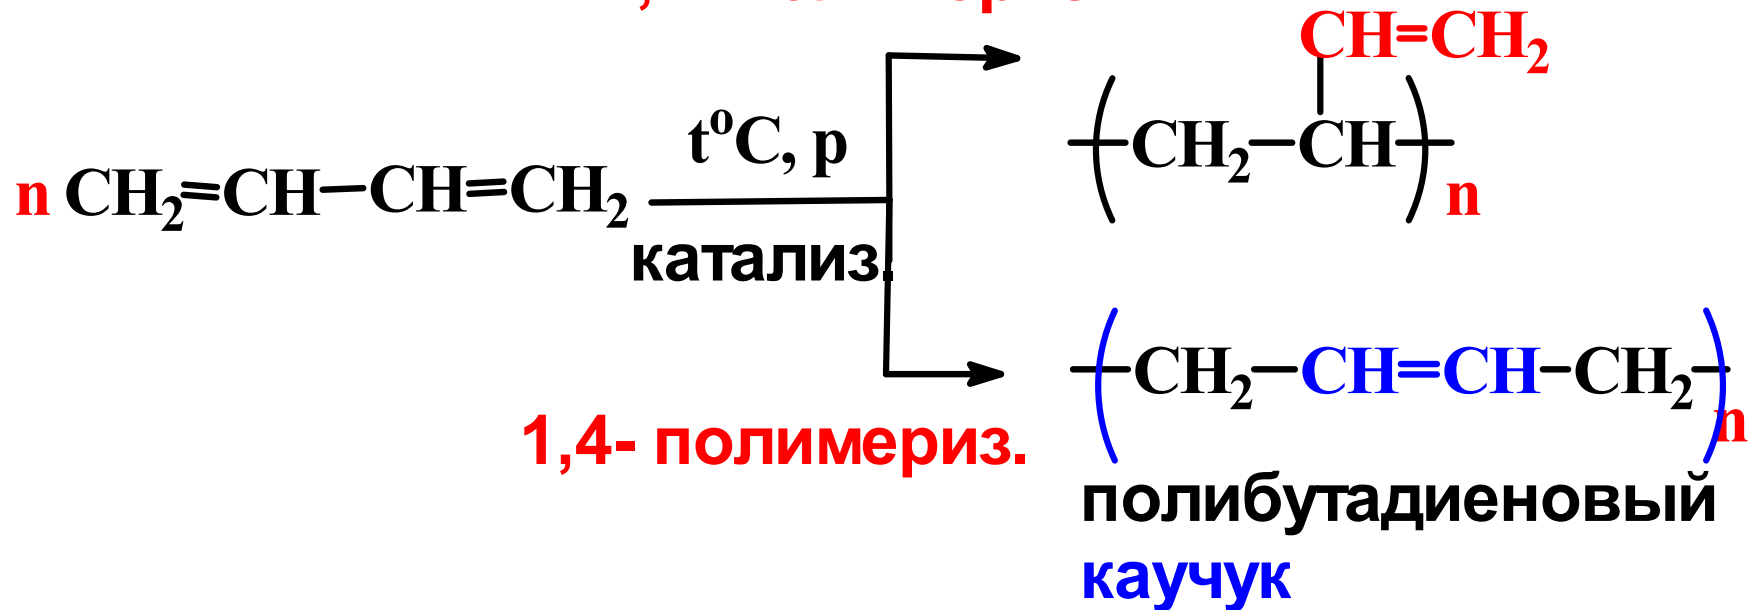 CH=CH₂
n CH₂=CH—CH=CH₂ t°C, p (—CH₂—CH—)n
катализ.
(—CH₂—CH=CH—CH₂—)n
1,4- полимериз.
полибутадиеновый
каучук